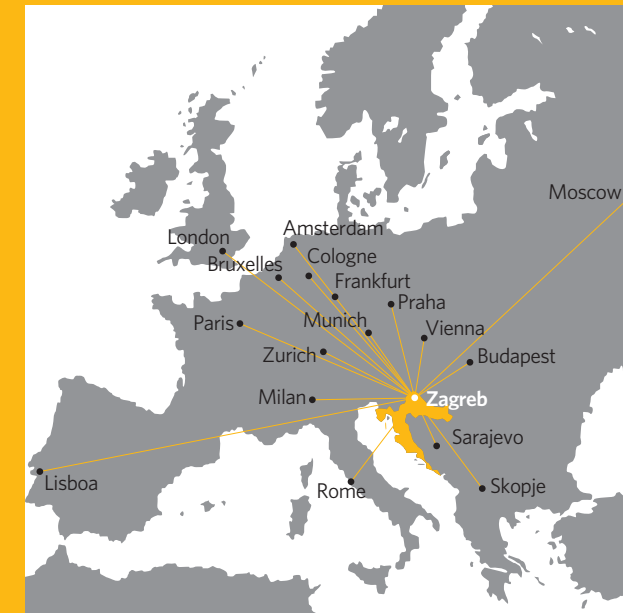 Moscow
Amsterdam
London
Cologne
Bruxelles
Frankfurt
Praha
Munich
Paris
Vienna
Zurich
Budapest
Milan
Zagreb
Sarajevo
Lisboa
Rome
Skopje